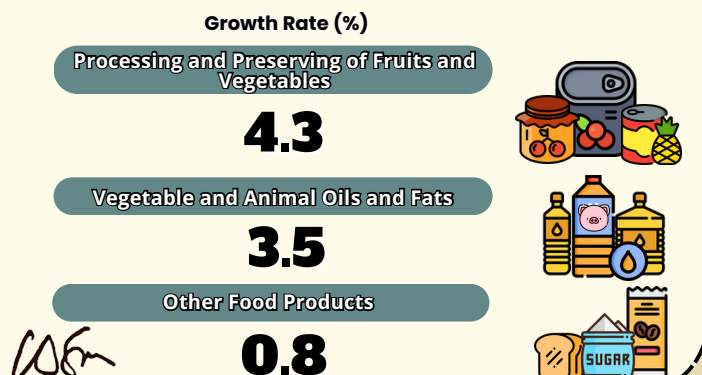 Growth Rate (%)
Processing and Preserving of Fruits and
Vegetables
4.3
Vegetable and Animal Oils and Fats
3.5
Other Food Products
0.8
SUGAR